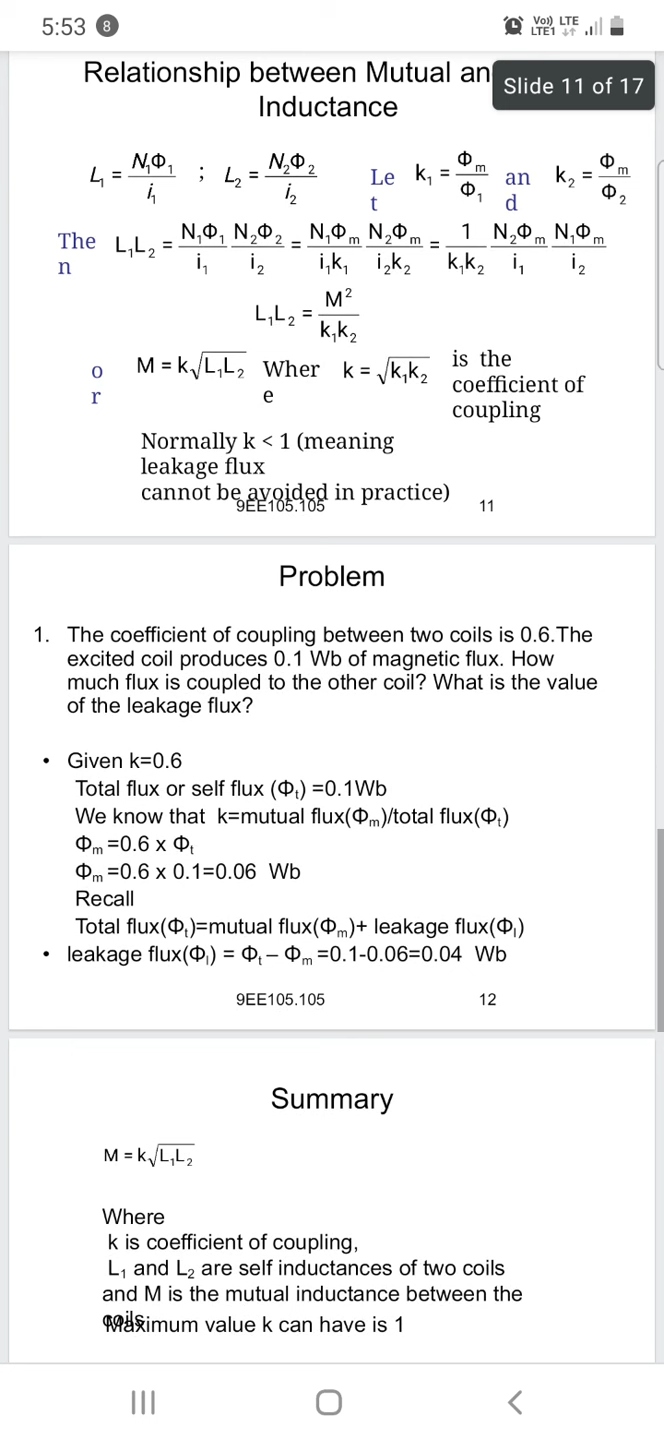 5:53 8 Vo)) LTE LTE1
Relationship between Mutual an
Slide 11 of 17
Inductance
L₁ = N₁Φ₁ / i₁ ; L₂ = N₂Φ₂ / i₂ Le t k₁ = Φm / Φ₁ an d k₂ = Φm / Φ₂
The n L₁L₂ = N₁Φ₁ / i₁ N₂Φ₂ / i₂ = N₁Φm / i₁k₁ N₂Φm / i₂k₂ = 1 / k₁k₂ N₂Φm / i₁ N₁Φm / i₂
L₁L₂ = M² / k₁k₂
o r M = k√L₁L₂ Wher e k = √k₁k₂ is the
coefficient of
coupling
Normally k < 1 (meaning
leakage flux
cannot be avoided in practice)
9EE105.105 11
Problem
1. The coefficient of coupling between two coils is 0.6.The
excited coil produces 0.1 Wb of magnetic flux. How
much flux is coupled to the other coil? What is the value
of the leakage flux?
• Given k=0.6
Total flux or self flux (Φt) =0.1Wb
We know that k=mutual flux(Φm)/total flux(Φt)
Φm =0.6 x Φt
Φm =0.6 x 0.1=0.06 Wb
Recall
Total flux(Φt)=mutual flux(Φm)+ leakage flux(Φl)
• leakage flux(Φl) = Φt – Φm =0.1-0.06=0.04 Wb
9EE105.105 12
Summary
M = k√L₁L₂
Where
k is coefficient of coupling,
L₁ and L₂ are self inductances of two coils
and M is the mutual inductance between the
coils
Maximum value k can have is 1